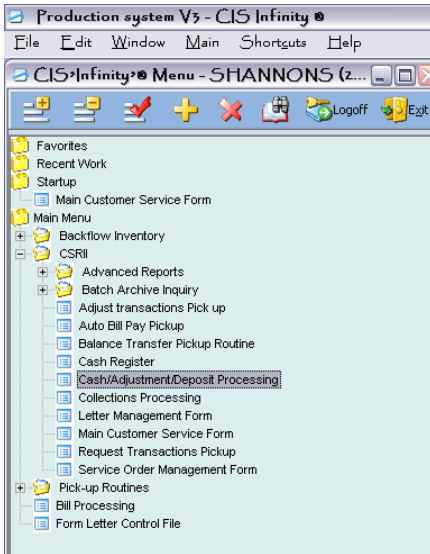 Production system V3 - CIS Infinity ®
File Edit Window Main Shortcuts Help
CIS›Infinity›® Menu - SHANNONS (z...
Logoff Exit
Favorites
Recent Work
Startup
Main Customer Service Form
Main Menu
Backflow Inventory
CSRII
Advanced Reports
Batch Archive Inquiry
Adjust transactions Pick up
Auto Bill Pay Pickup
Balance Transfer Pickup Routine
Cash Register
Cash/Adjustment/Deposit Processing
Collections Processing
Letter Management Form
Main Customer Service Form
Request Transactions Pickup
Service Order Management Form
Pick-up Routines
Bill Processing
Form Letter Control File